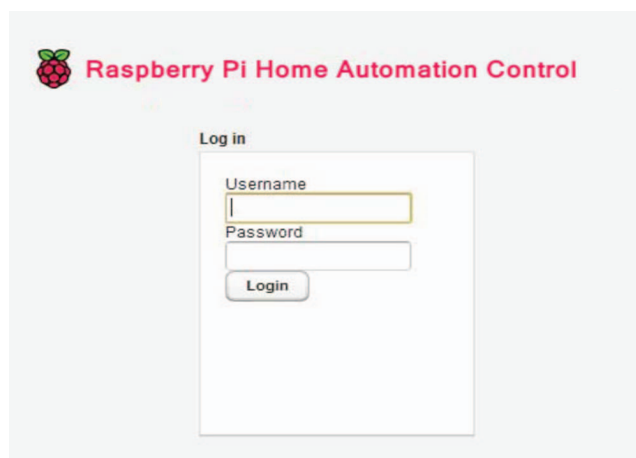 Raspberry Pi Home Automation Control
Log in
Username
Password
Login